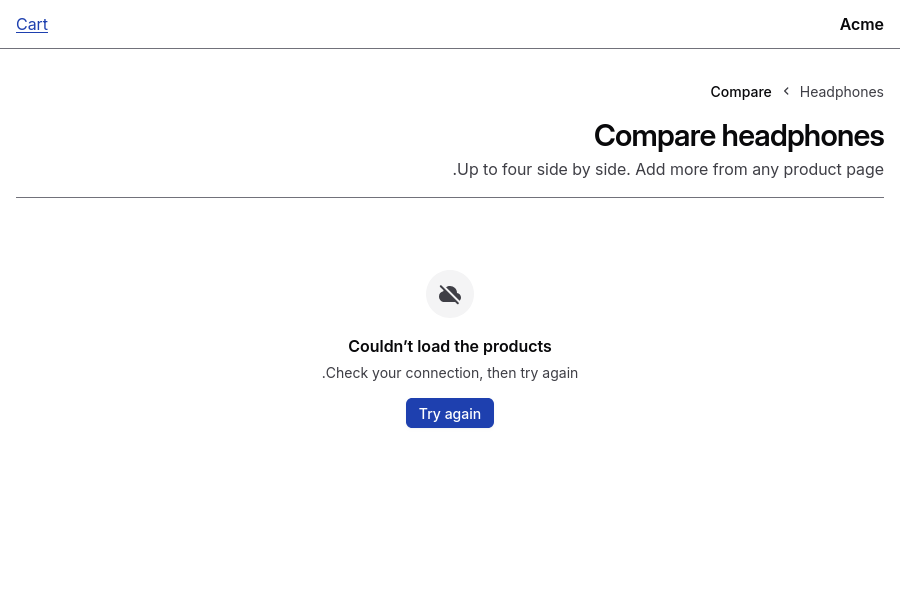 Acme
Cart
Headphones › Compare
Compare headphones
Up to four side by side. Add more from any product page.
Couldn’t load the products
Check your connection, then try again.
Try again